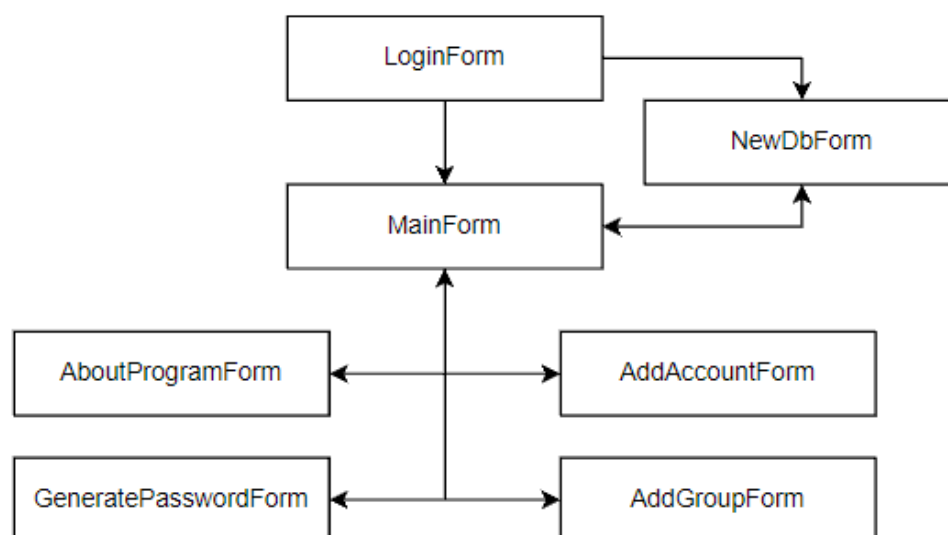 LoginForm
NewDbForm
MainForm
AboutProgramForm
AddAccountForm
GeneratePasswordForm
AddGroupForm